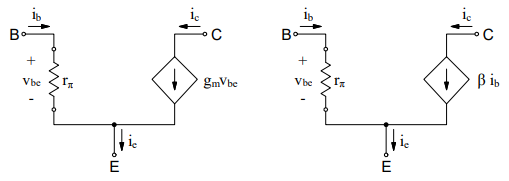 ib ic ib ic
B C B C
+ +
vbe rπ gmvbe vbe rπ β ib
- -
ie ie
E E